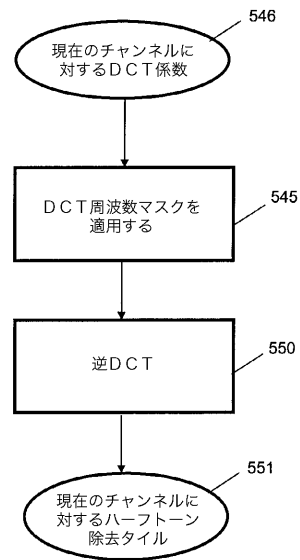 546
現在のチャンネルに
対するＤＣＴ係数
545
ＤＣＴ周波数マスクを
適用する
550
逆ＤＣＴ
551
現在のチャンネルに
対するハーフトーン
除去タイル